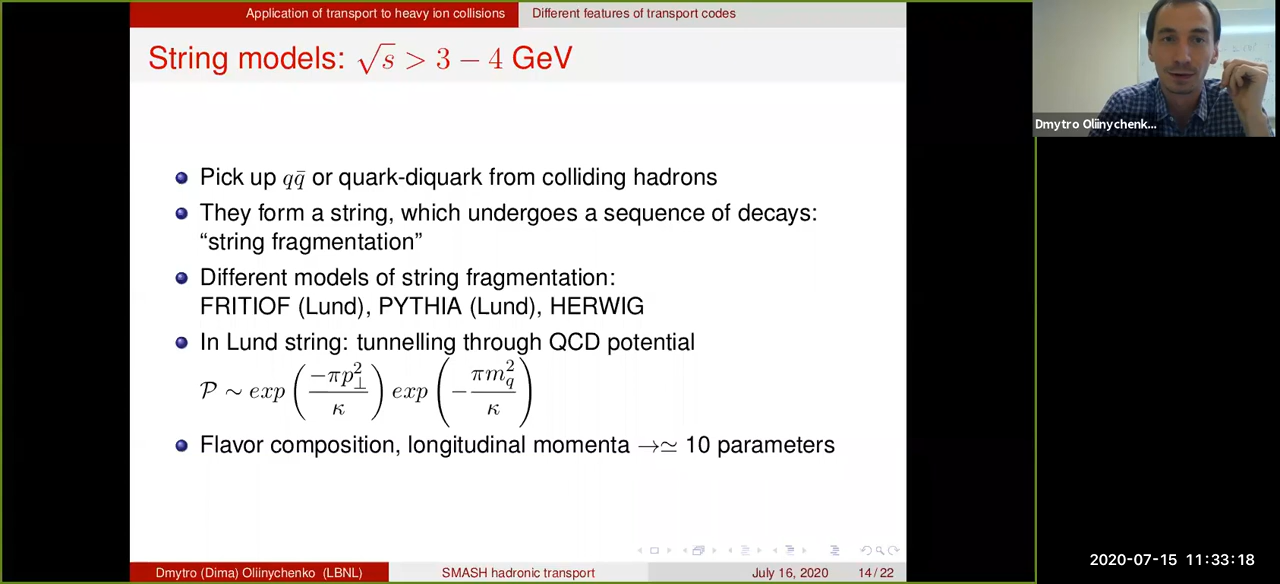 Application of transport to heavy ion collisions Different features of transport codes
String models: √s > 3 − 4 GeV
Pick up qq̄ or quark-diquark from colliding hadrons
They form a string, which undergoes a sequence of decays:
“string fragmentation”
Different models of string fragmentation:
FRITIOF (Lund), PYTHIA (Lund), HERWIG
In Lund string: tunnelling through QCD potential
𝒫 ∼ exp(−πp⊥²/κ) exp(−πm_q²/κ)
Flavor composition, longitudinal momenta →≃ 10 parameters
Dmytro (Dima) Oliinychenko (LBNL) SMASH hadronic transport July 16, 2020 14 / 22
Dmytro Oliinychenk...
2020-07-15 11:33:18